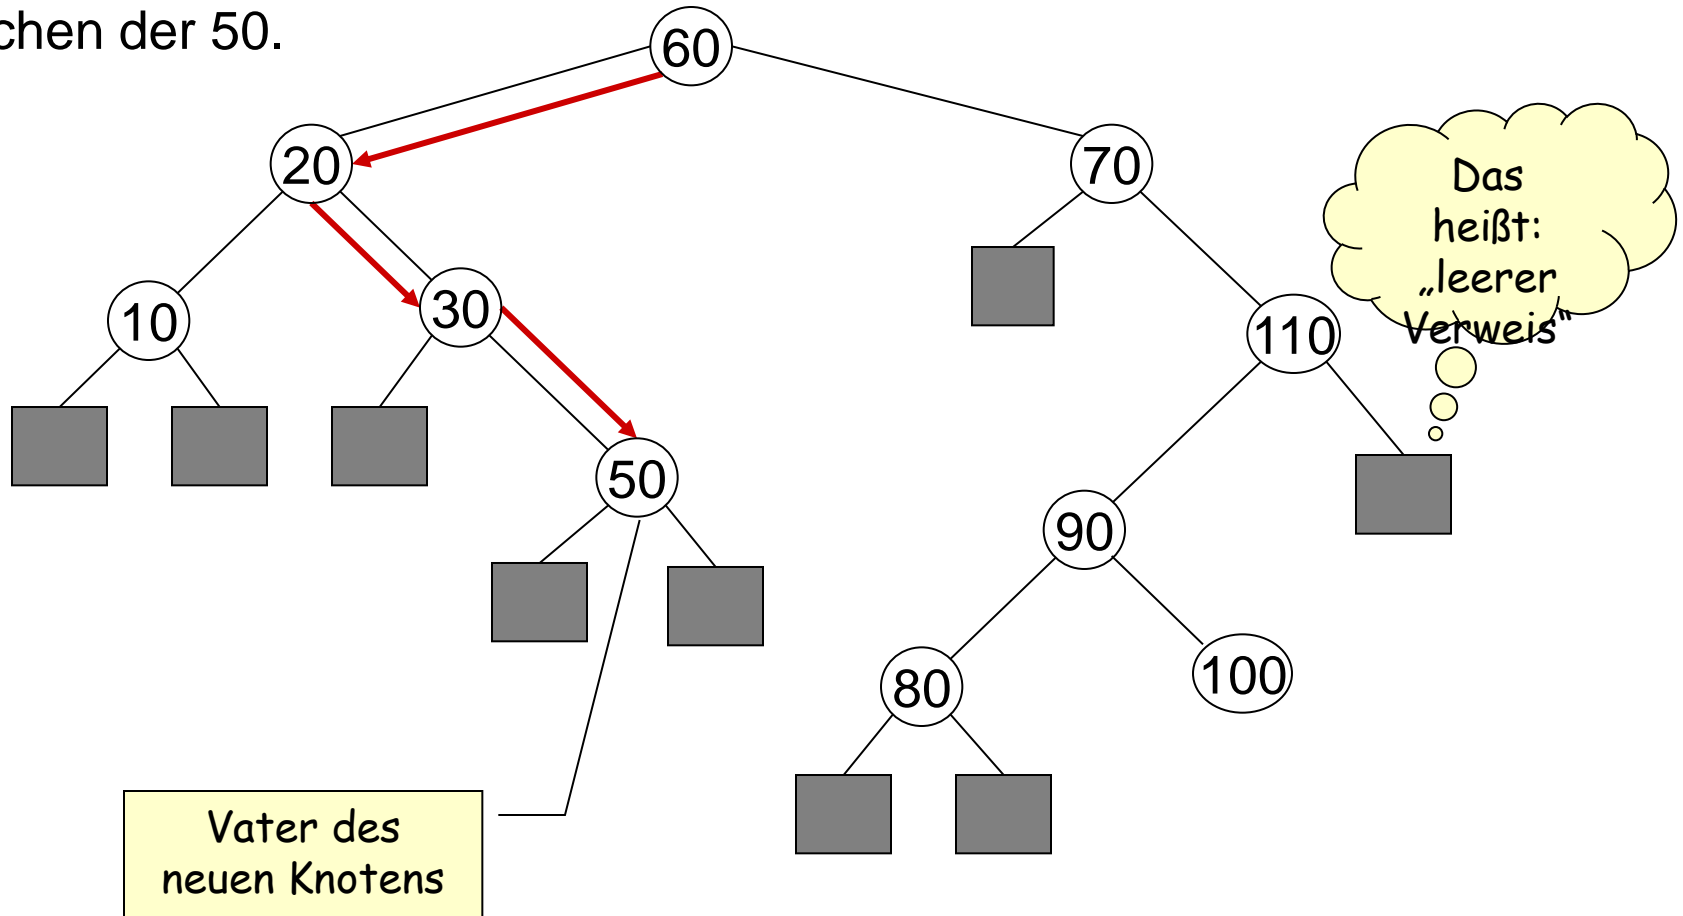 chen der 50.
60
20
70
Das
heißt:
„leerer
Verweis“
10
30
110
50
90
80
100
Vater des
neuen Knotens